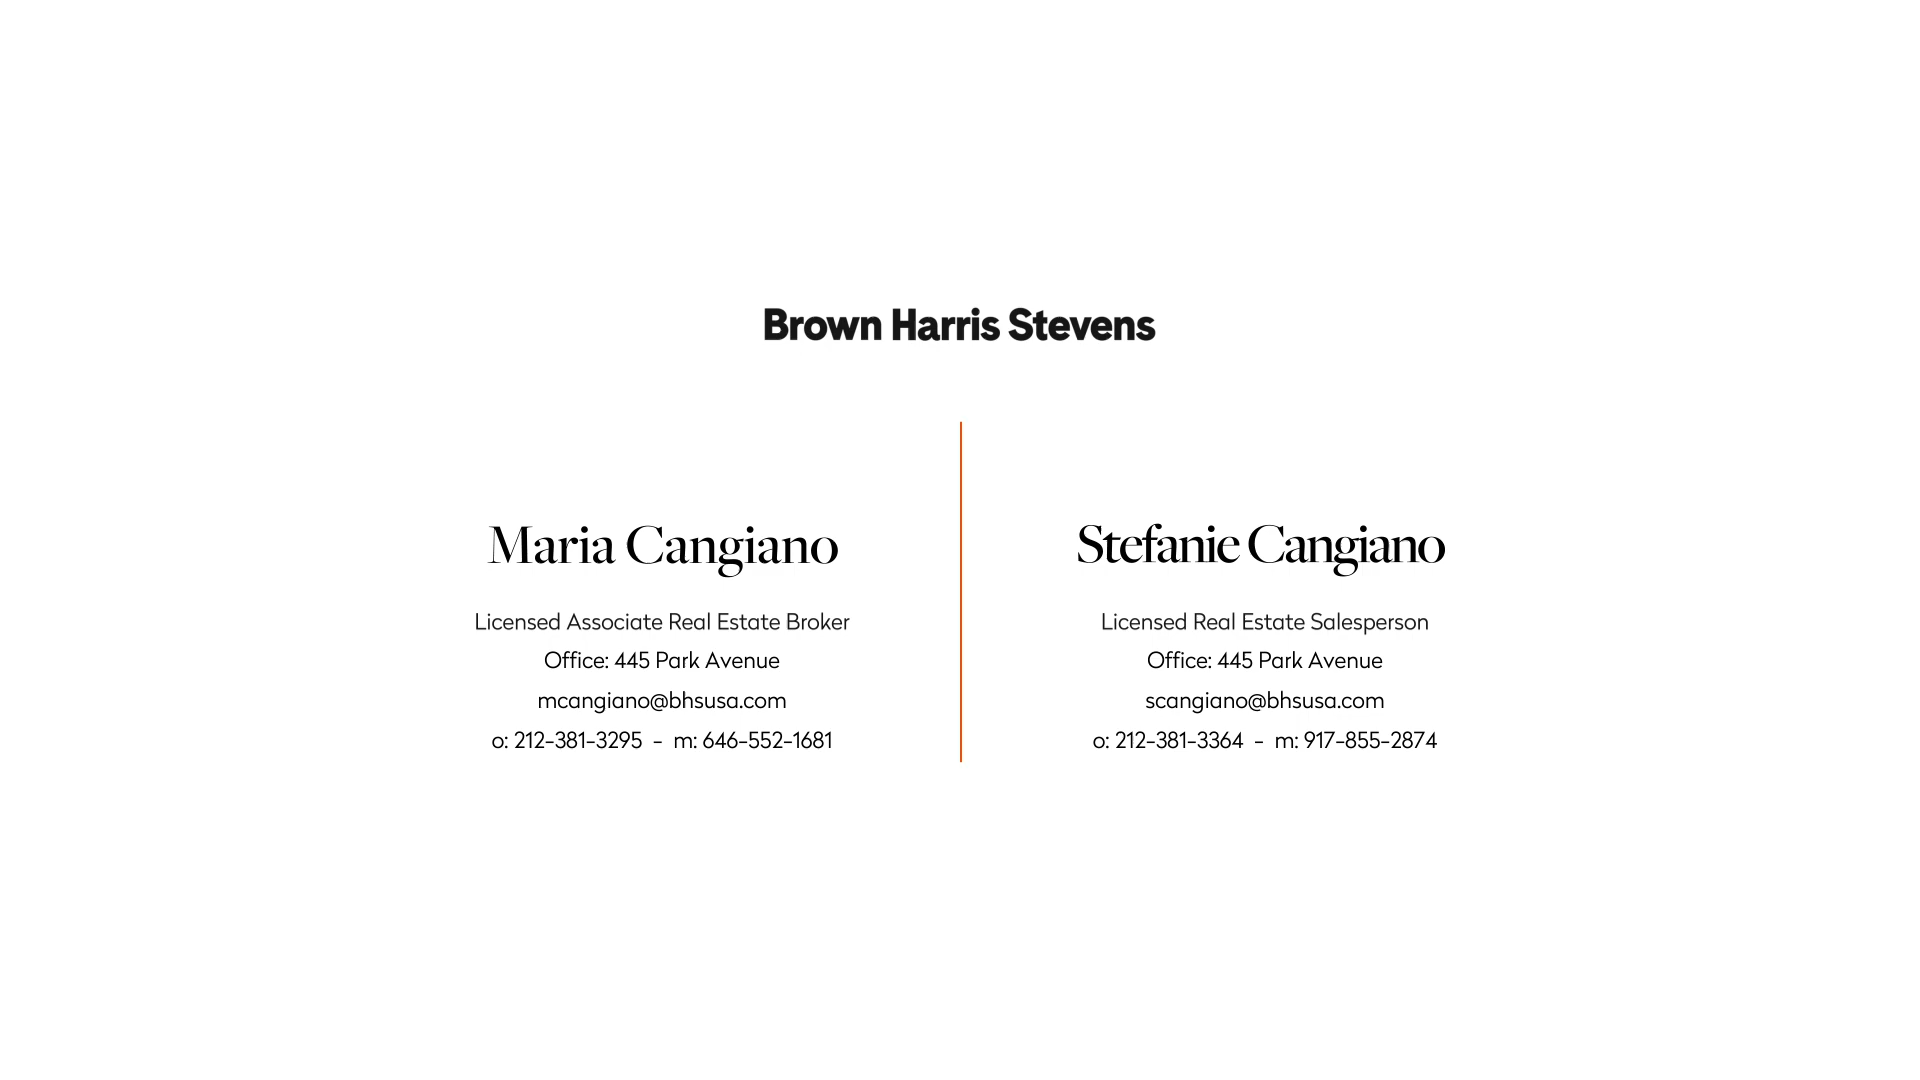 Brown Harris Stevens
Maria Cangiano
Licensed Associate Real Estate Broker
Office: 445 Park Avenue
mcangiano@bhsusa.com
o: 212-381-3295 - m: 646-552-1681
Stefanie Cangiano
Licensed Real Estate Salesperson
Office: 445 Park Avenue
scangiano@bhsusa.com
o: 212-381-3364 - m: 917-855-2874